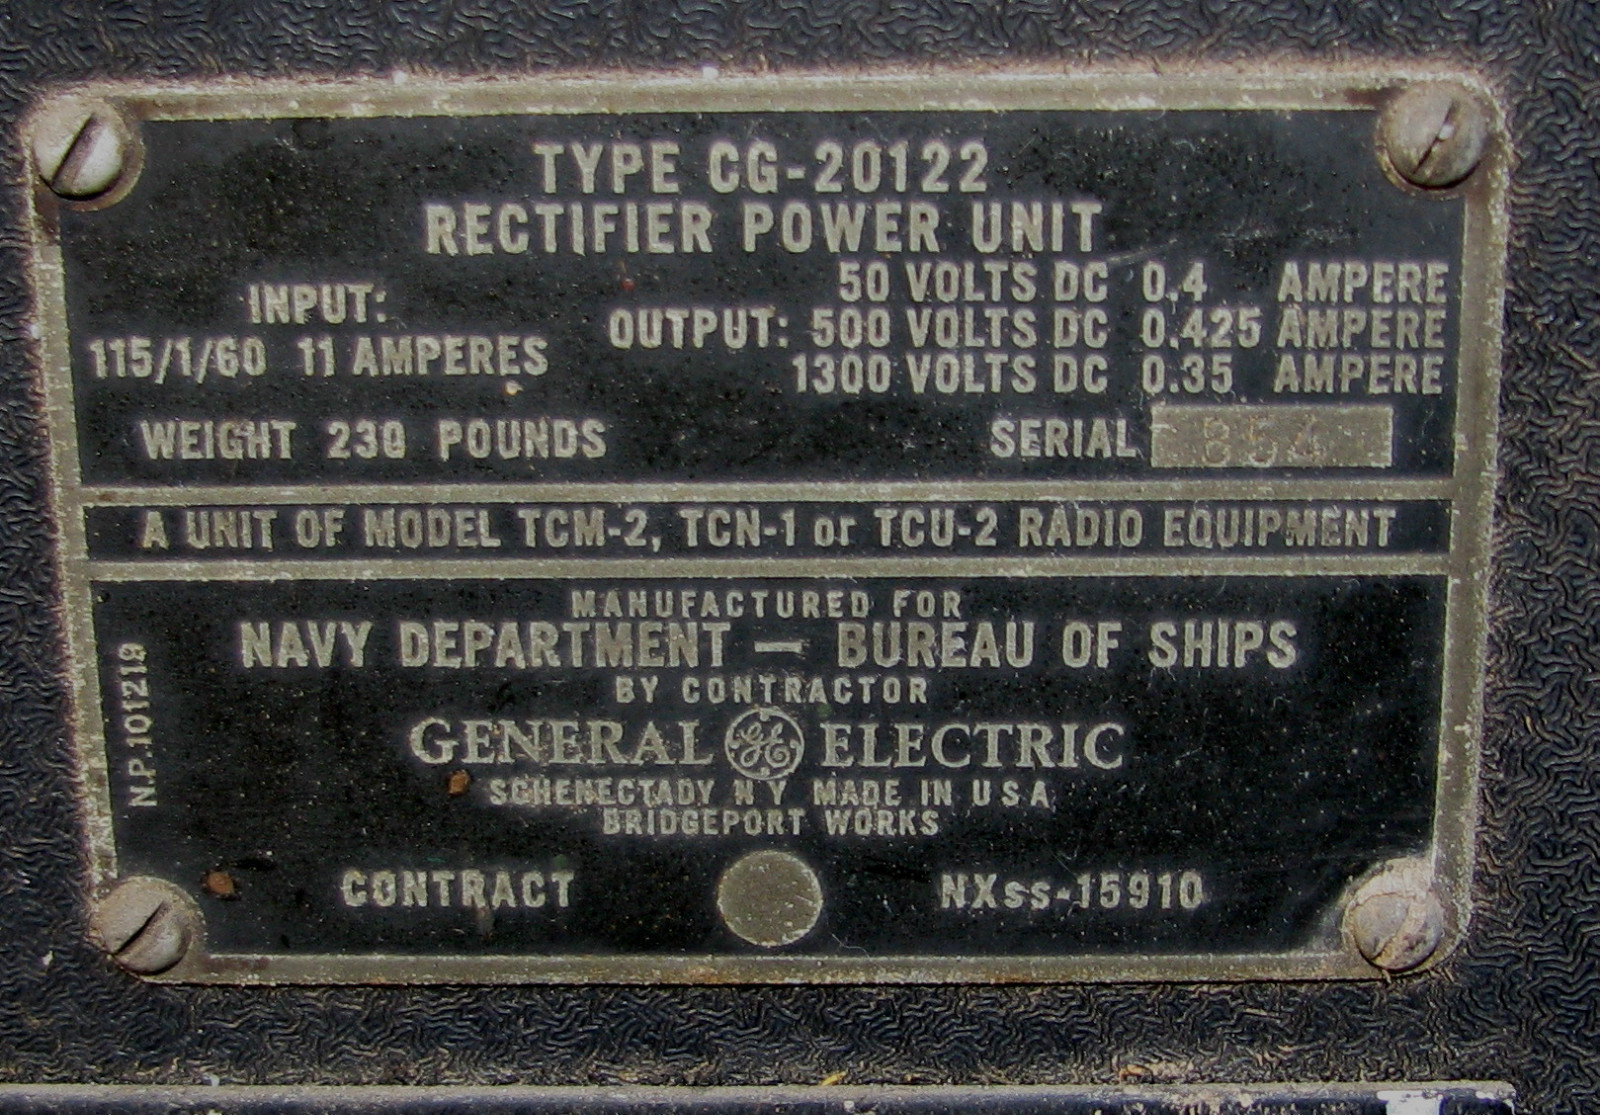 TYPE CG-20122
RECTIFIER POWER UNIT
INPUT:
115/1/60 11 AMPERES
OUTPUT: 50 VOLTS DC 0.4 AMPERE
500 VOLTS DC 0.425 AMPERE
1300 VOLTS DC 0.35 AMPERE
WEIGHT 230 POUNDS
SERIAL 854
A UNIT OF MODEL TCM-2, TCN-1 or TCU-2 RADIO EQUIPMENT
MANUFACTURED FOR
NAVY DEPARTMENT — BUREAU OF SHIPS
BY CONTRACTOR
GENERAL GE ELECTRIC
SCHENECTADY N Y MADE IN U S A
BRIDGEPORT WORKS
CONTRACT NXss-15910
N.P.101219